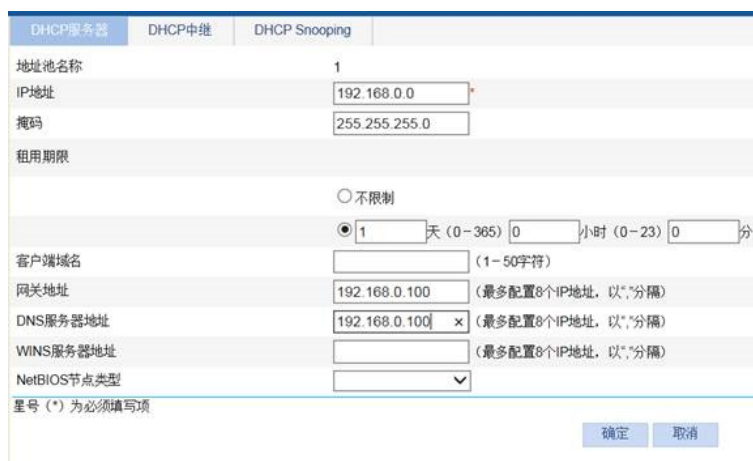 DHCP服务器 DHCP中继 DHCP Snooping
地址池名称 1
IP地址 192.168.0.0 *
掩码 255.255.255.0
租用期限
不限制
1 天（0-365） 0 小时（0-23） 0 分
客户端域名 （1-50字符）
网关地址 192.168.0.100 （最多配置8个IP地址，以","分隔）
DNS服务器地址 192.168.0.100 × （最多配置8个IP地址，以","分隔）
WINS服务器地址 （最多配置8个IP地址，以","分隔）
NetBIOS节点类型
星号（*）为必须填写项
确定 取消